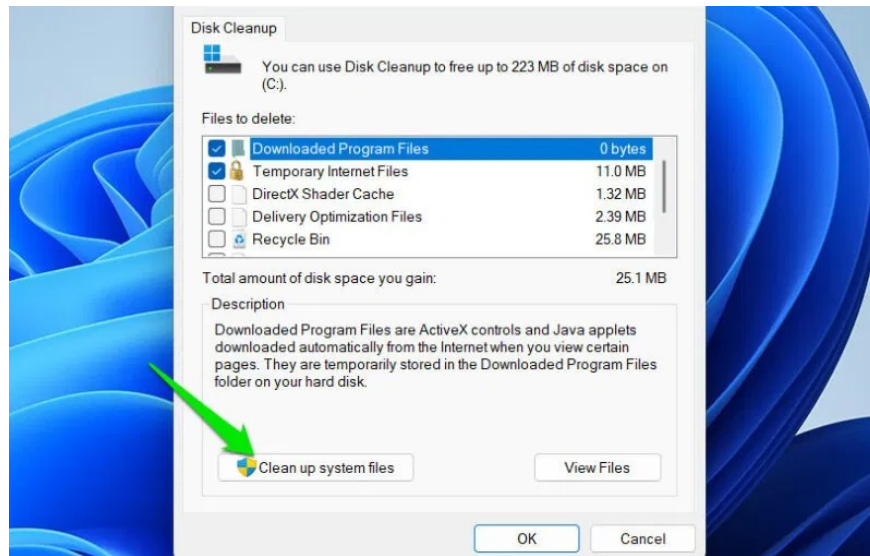 Disk Cleanup
You can use Disk Cleanup to free up to 223 MB of disk space on
(C:).
Files to delete:
Downloaded Program Files 0 bytes
Temporary Internet Files 11.0 MB
DirectX Shader Cache 1.32 MB
Delivery Optimization Files 2.39 MB
Recycle Bin 25.8 MB
Total amount of disk space you gain: 25.1 MB
Description
Downloaded Program Files are ActiveX controls and Java applets
downloaded automatically from the Internet when you view certain
pages. They are temporarily stored in the Downloaded Program Files
folder on your hard disk.
Clean up system files View Files
OK Cancel